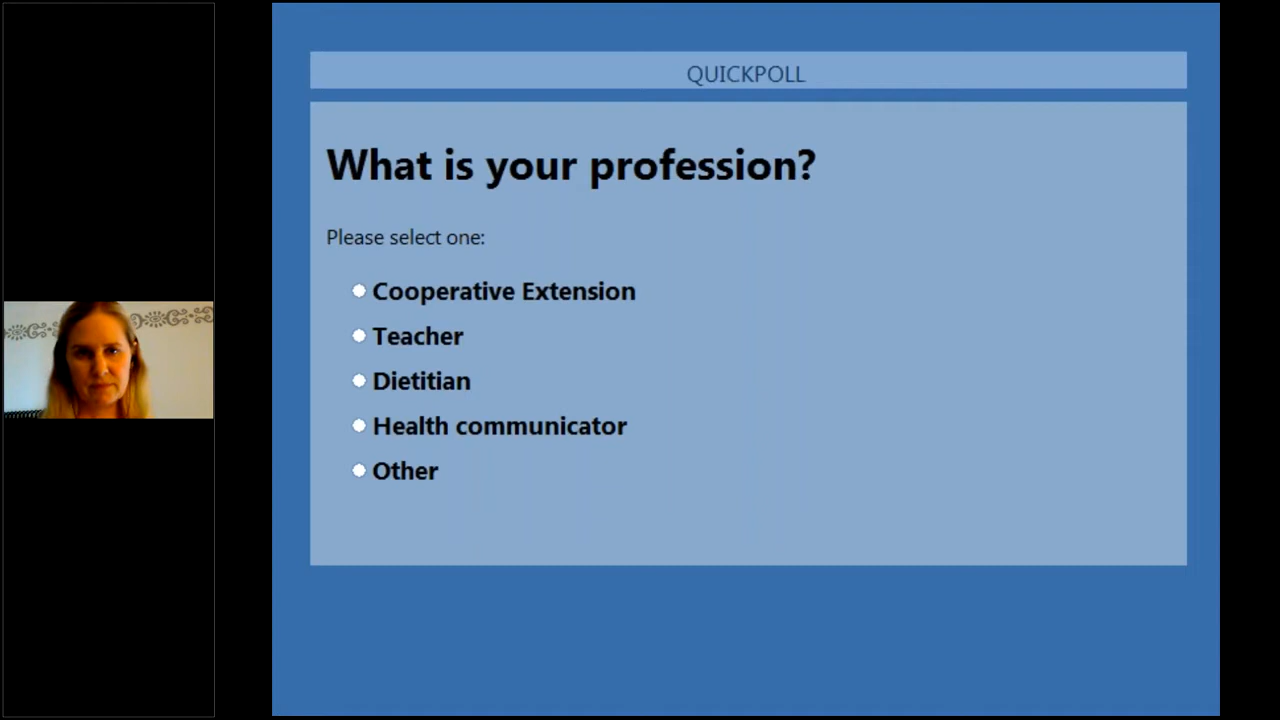 QUICKPOLL
What is your profession?
Please select one:
Cooperative Extension
Teacher
Dietitian
Health communicator
Other